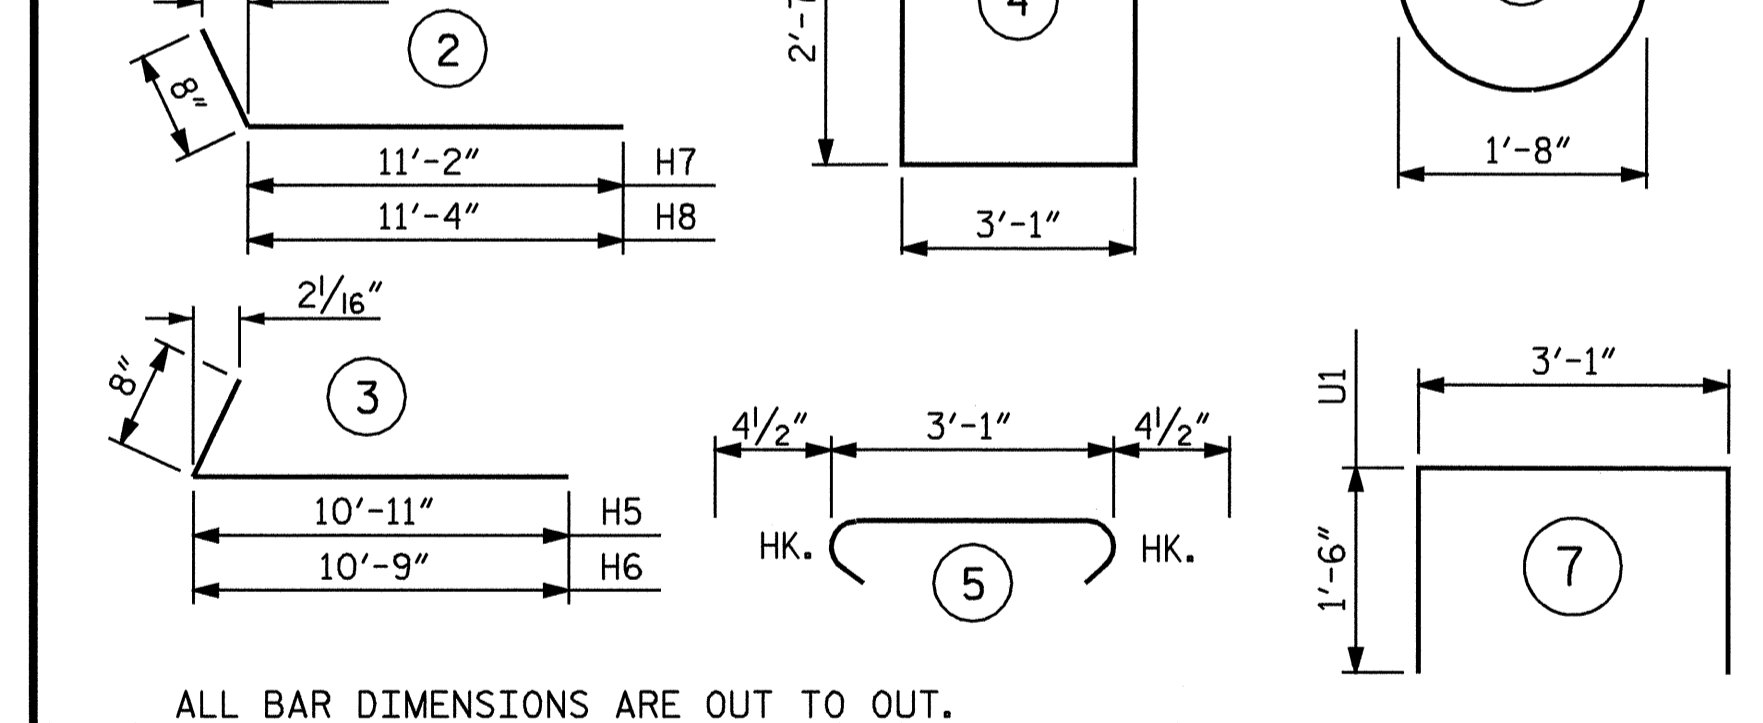 2
8"
11'-2" H7
11'-4" H8
4
3'-1"
1'-8"
2 1/16"
8"
3
10'-11" H5
10'-9" H6
4 1/2" 3'-1" 4 1/2"
HK. HK.
5
U1
3'-1"
1'-6"
7
ALL BAR DIMENSIONS ARE OUT TO OUT.